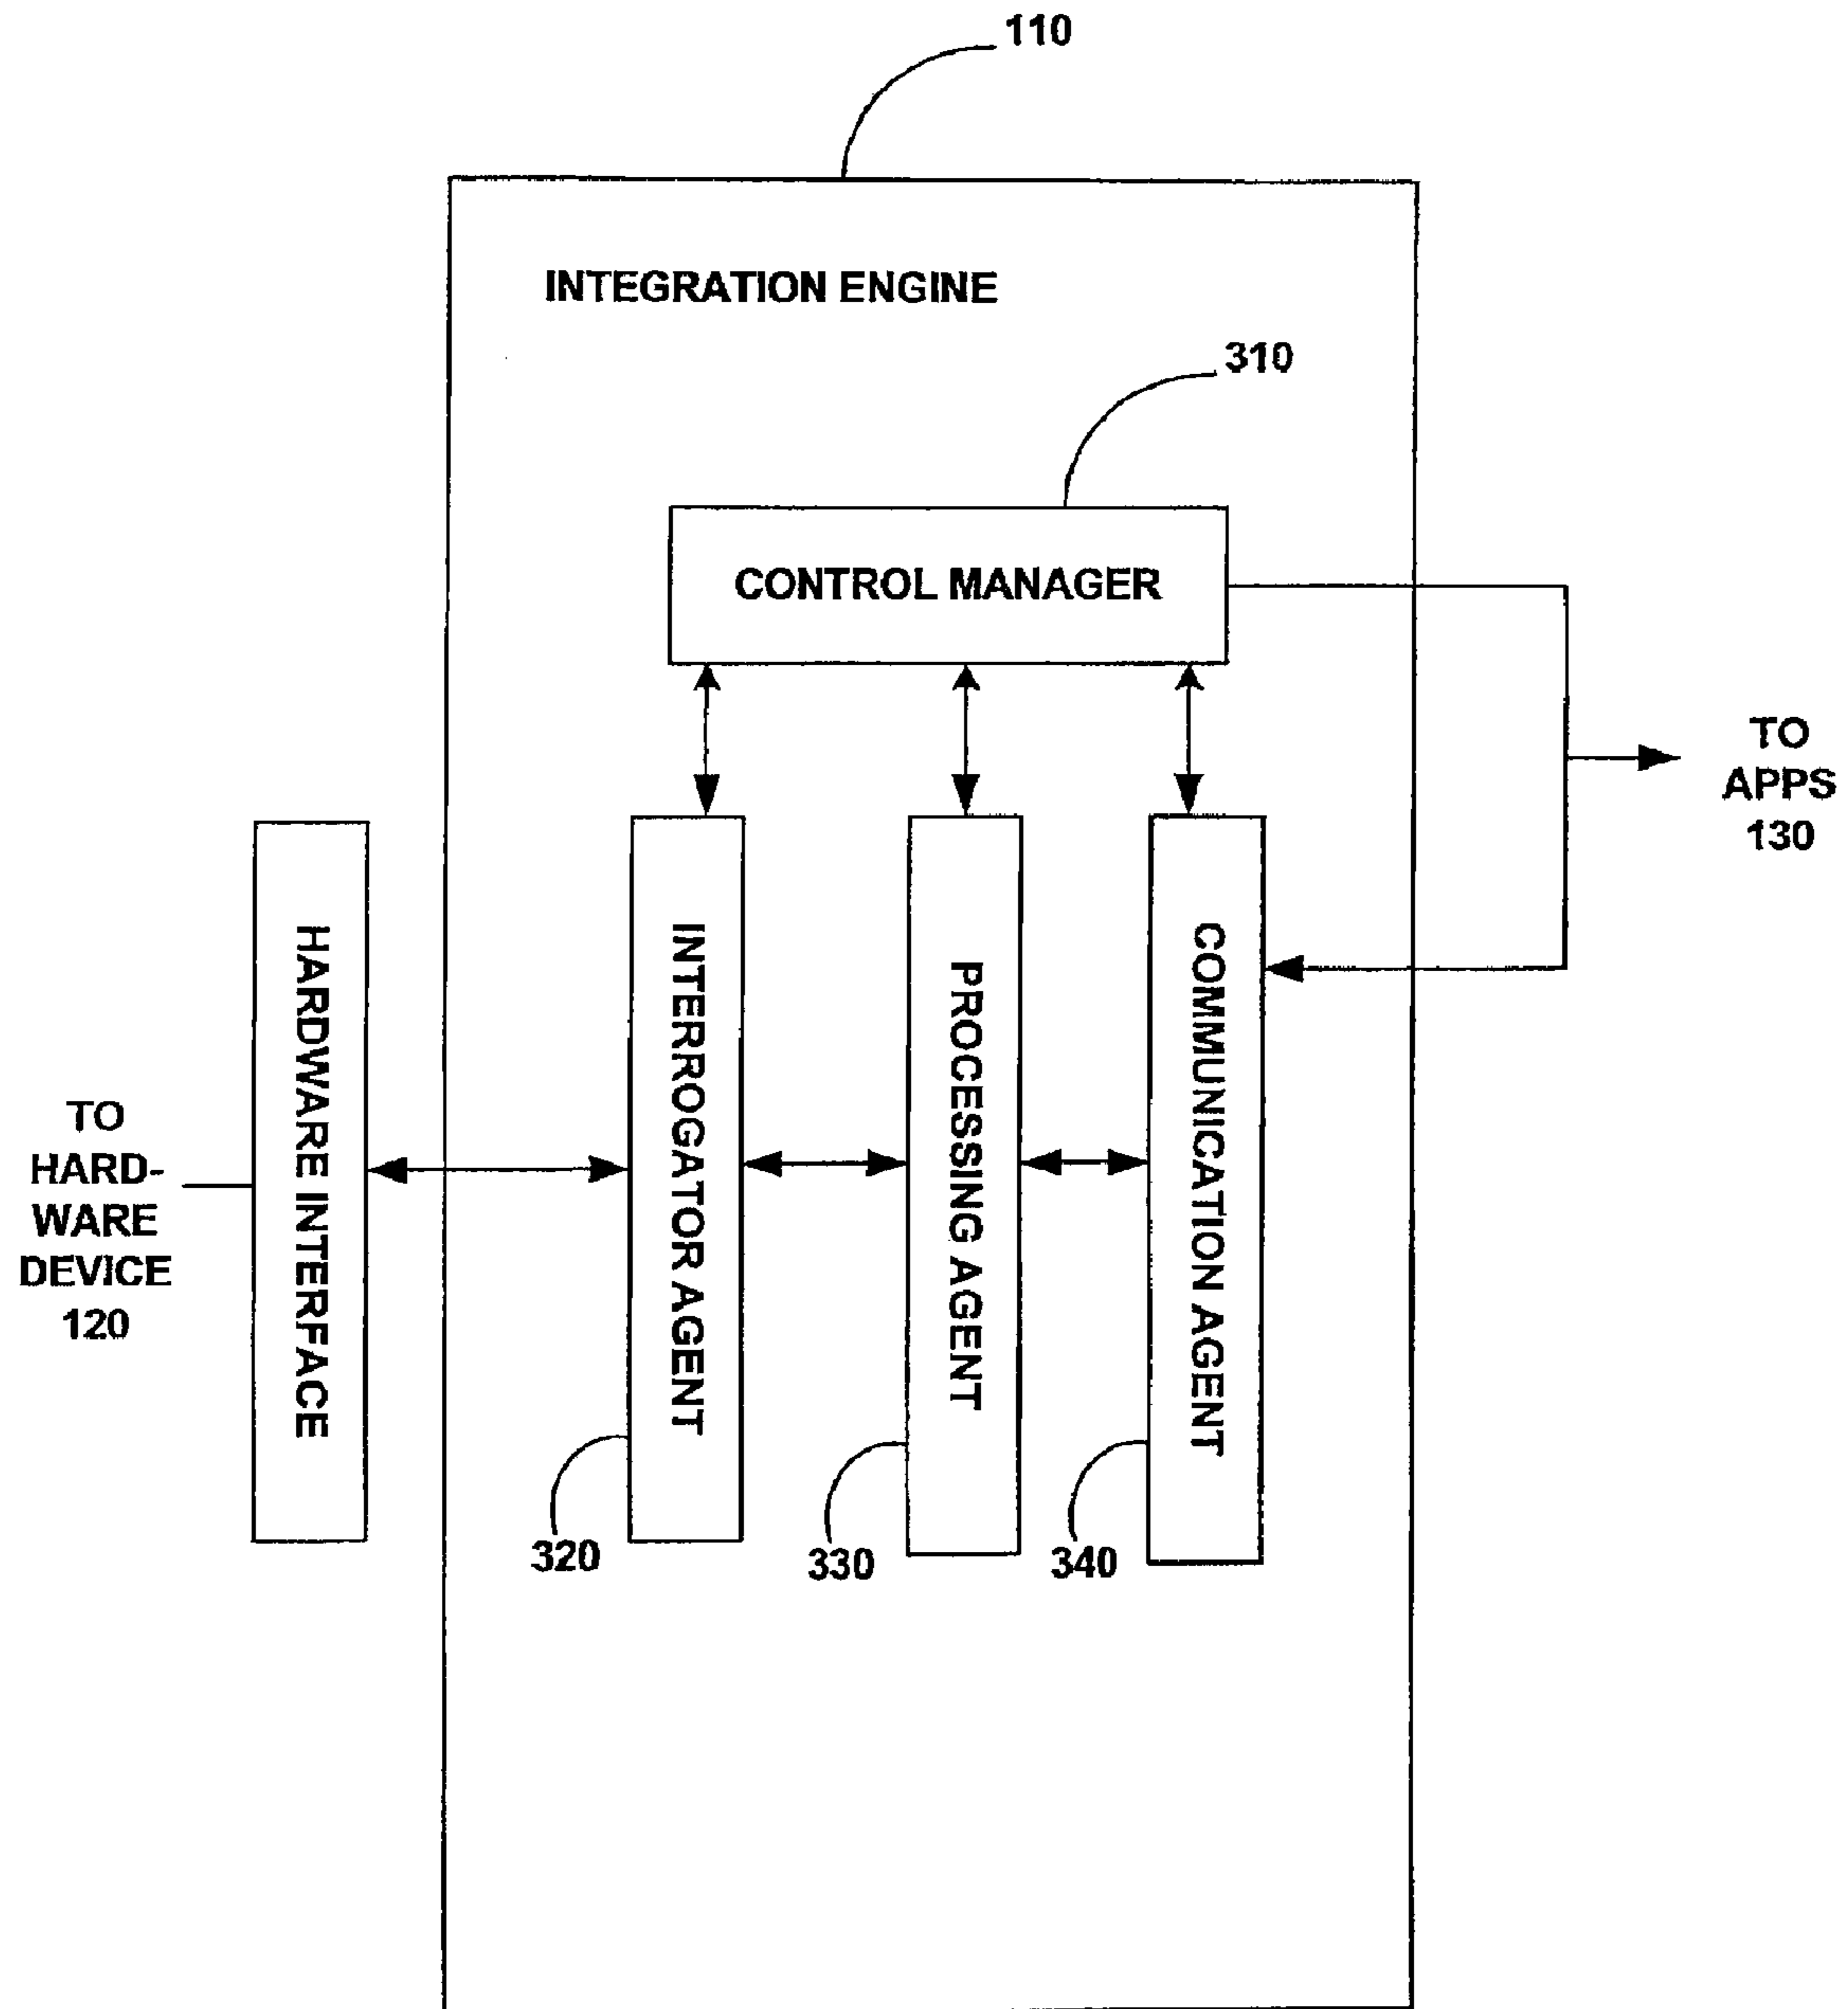 110
INTEGRATION ENGINE
310
CONTROL MANAGER
TO
APPS
130
HARDWARE INTERFACE
INTERROGATOR AGENT
PROCESSING AGENT
COMMUNICATION AGENT
TO
HARD-
WARE
DEVICE
120
320
330
340